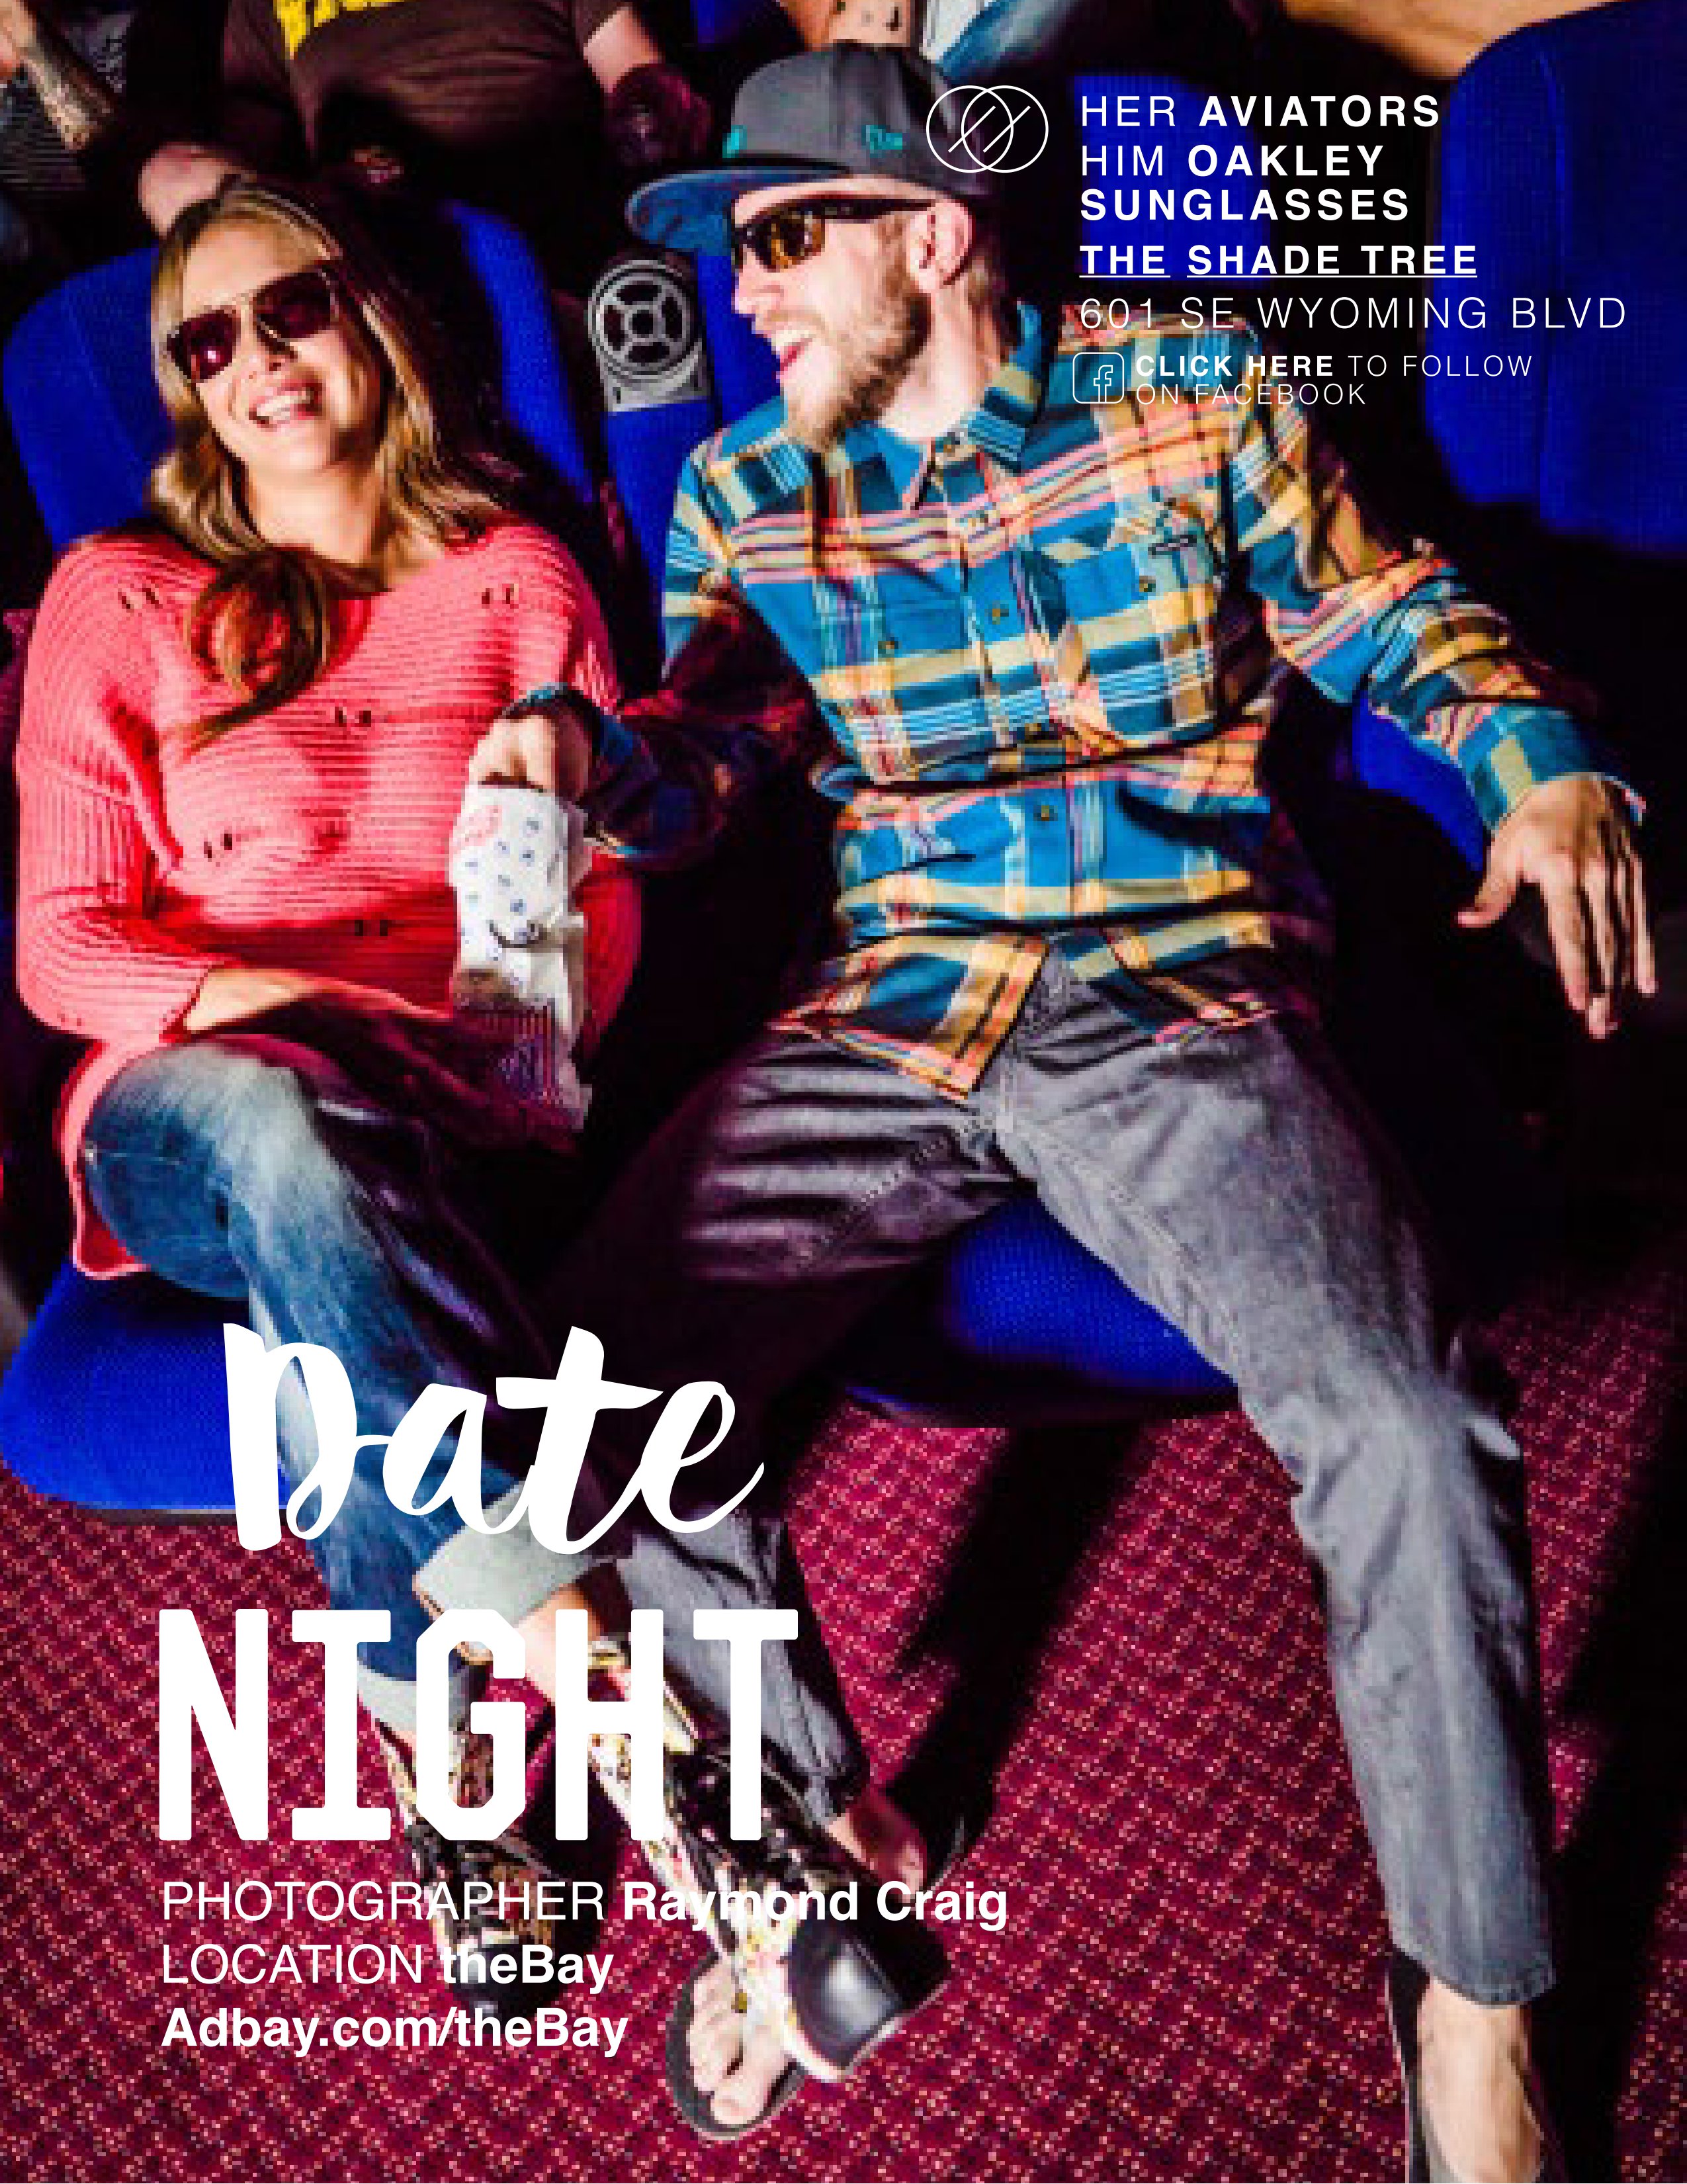 HER AVIATORS
HIM OAKLEY
SUNGLASSES
THE SHADE TREE
601 SE WYOMING BLVD
CLICK HERE TO FOLLOW
ON FACEBOOK
Date
NIGHT
PHOTOGRAPHER Raymond Craig
LOCATION theBay
Adbay.com/theBay